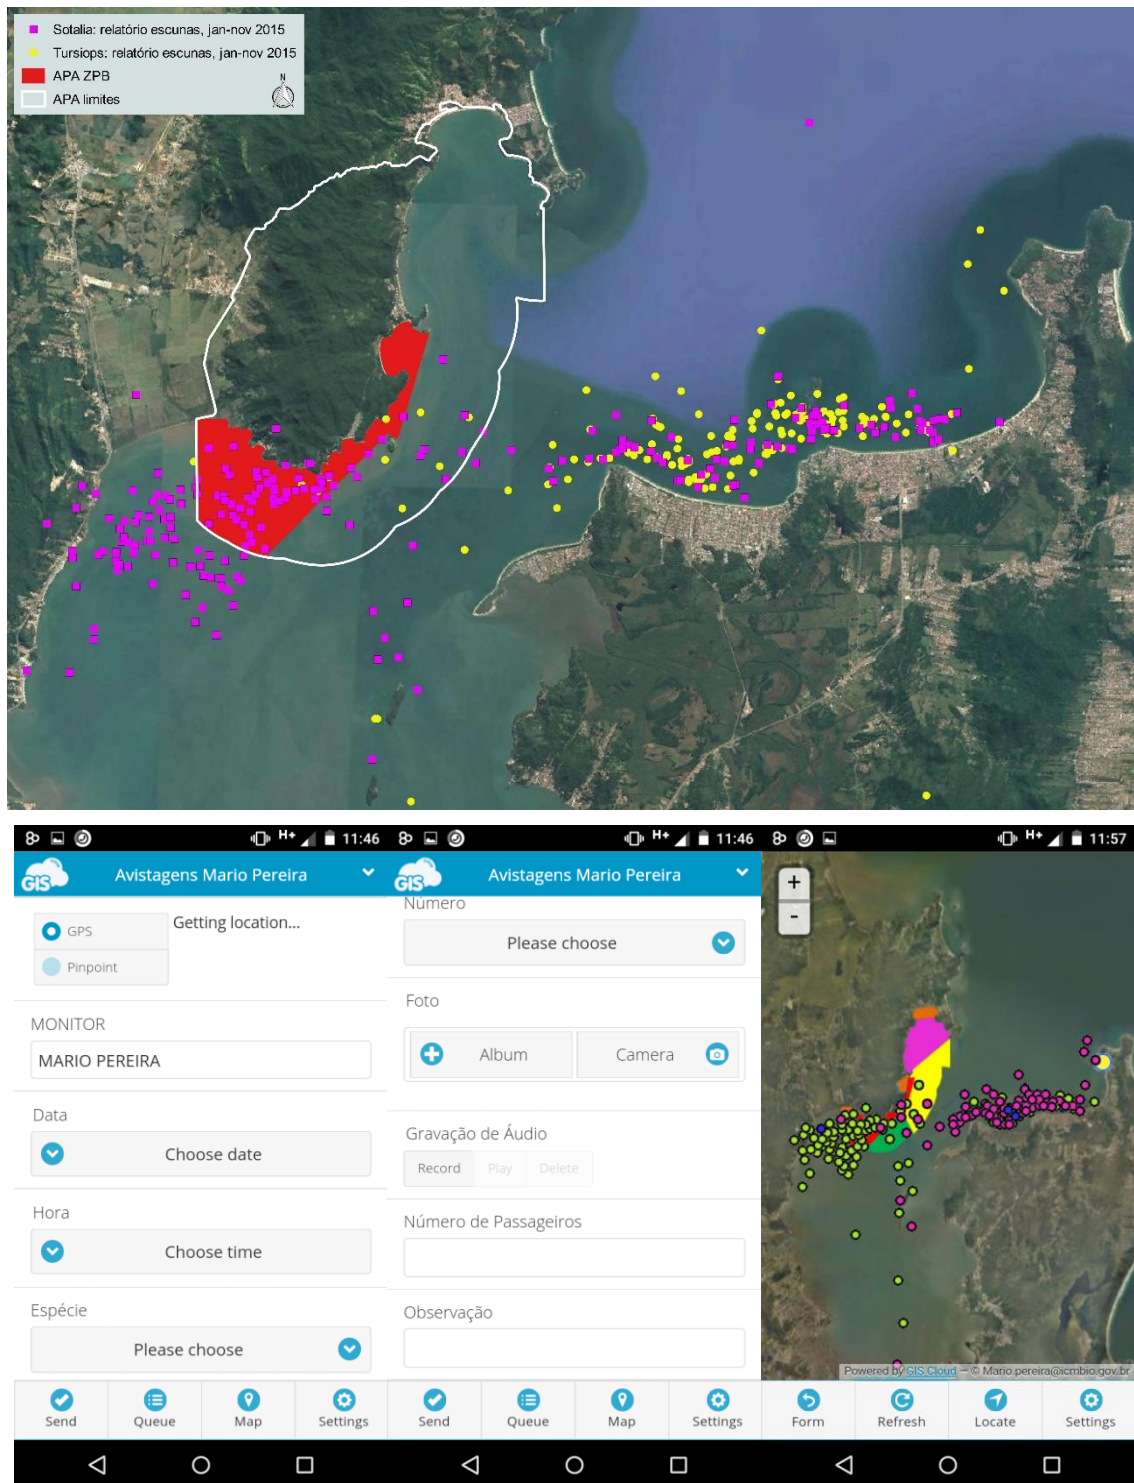 Sotalia: relatório escunas, jan-nov 2015
Tursiops: relatório escunas, jan-nov 2015
APA ZPB
APA limites
N
H+ 11:46
GIS
Avistagens Mario Pereira
GPS
Getting location...
Pinpoint
MONITOR
MARIO PEREIRA
Data
Choose date
Hora
Choose time
Espécie
Please choose
Send Queue Map Settings
H+ 11:46
GIS
Avistagens Mario Pereira
Número
Please choose
Foto
Album Camera
Gravação de Áudio
Record Play Delete
Número de Passageiros
Observação
Send Queue Map Settings
H+ 11:57
+
-
Powered by GIS Cloud — © Mario.pereira@icmbio.gov.br
Form Refresh Locate Settings